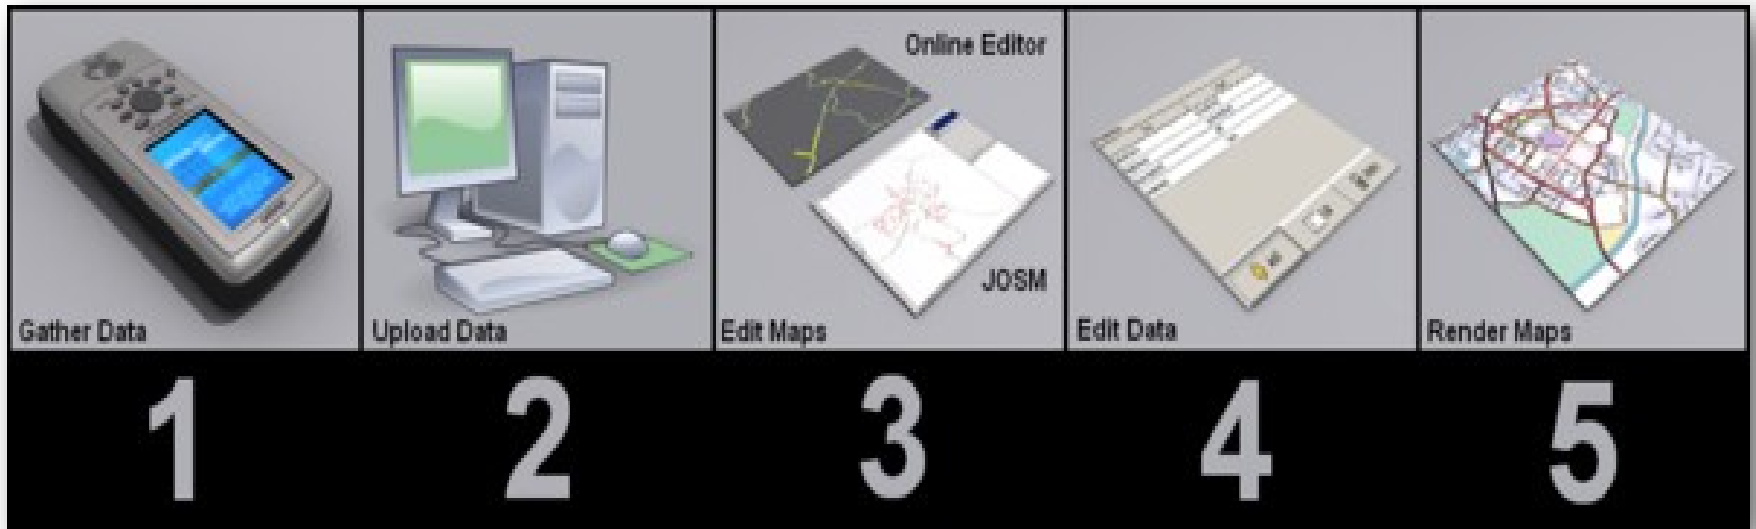 Online Editor
JOSM
Gather Data
Upload Data
Edit Maps
Edit Data
Render Maps
1
2
3
4
5